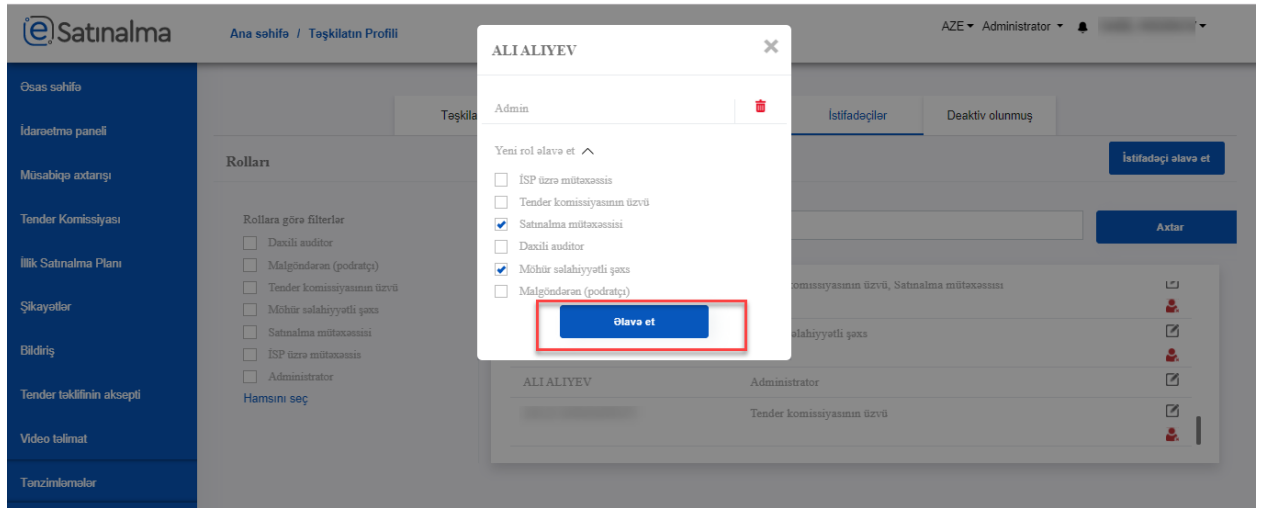 eSatınalma
Ana səhifə / Təşkilatın Profili
AZE Administrator
Əsas səhifə
İdarəetmə paneli
Müsabiqə axtarışı
Tender Komissiyası
İllik Satınalma Planı
Şikayətlər
Bildiriş
Tender təklifinin aksepti
Video təlimat
Tənzimləmələr
Təşkila
İstifadəçilər
Deaktiv olunmuş
Rolları
İstifadəçi əlavə et
Rollara görə filterlər
Daxili auditor
Malgöndərən (podratçı)
Tender komissiyasının üzvü
Möhür səlahiyyətli şəxs
Satınalma mütəxəssisi
İSP üzrə mütəxəssis
Administrator
Hamsını seç
ALI ALIYEV
Admin
Yeni rol əlavə et
İSP üzrə mütəxəssis
Tender komissiyasının üzvü
Satınalma mütəxəssisi
Daxili auditor
Möhür səlahiyyətli şəxs
Malgöndərən (podratçı)
Əlavə et
Axtar
komissiyasının üzvü, Satınalma mütəxəssisi
əlahiyyətli şəxs
ALI ALIYEV Administrator
Tender komissiyasının üzvü